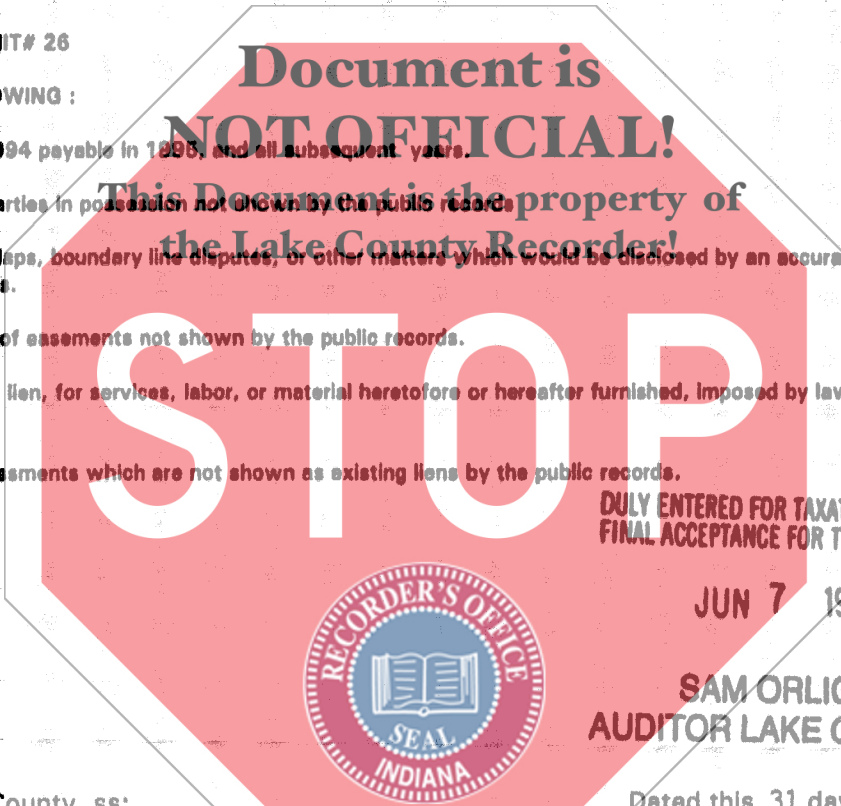 IT# 26
Document is
WING :
NOT OFFICIAL!
94 payable in 1995, and all subsequent years.
This Document is the property of
rties in possession not shown by the public records
the Lake County Recorder!
aps, boundary line disputes, or other matters which would be disclosed by an accura
s.
of easements not shown by the public records.
STOP
lien, for services, labor, or material heretofore or hereafter furnished, imposed by law
ssments which are not shown as existing liens by the public records.
DULY ENTERED FOR TAXAT
FINAL ACCEPTANCE FOR T
JUN 7 19
RECORDER'S OFFICE
SEAL
INDIANA
SAM ORLIC
AUDITOR LAKE C
County, ss:
Dated this 31 day